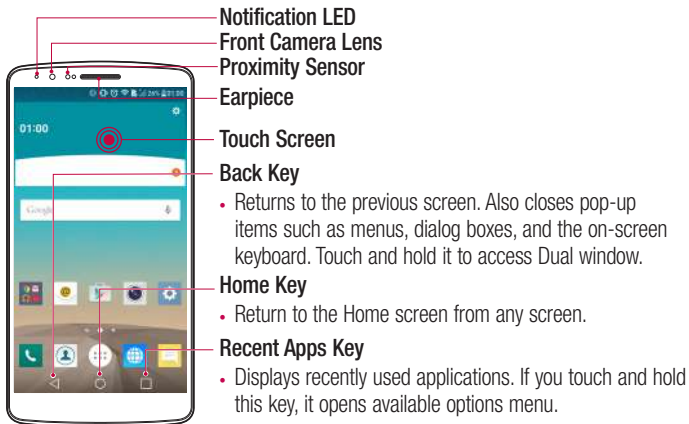 Notification LED
Front Camera Lens
Proximity Sensor
Earpiece
01:00
Touch Screen
Back Key
• Returns to the previous screen. Also closes pop-up
items such as menus, dialog boxes, and the on-screen
keyboard. Touch and hold it to access Dual window.
Google
Home Key
• Return to the Home screen from any screen.
Recent Apps Key
• Displays recently used applications. If you touch and hold
this key, it opens available options menu.